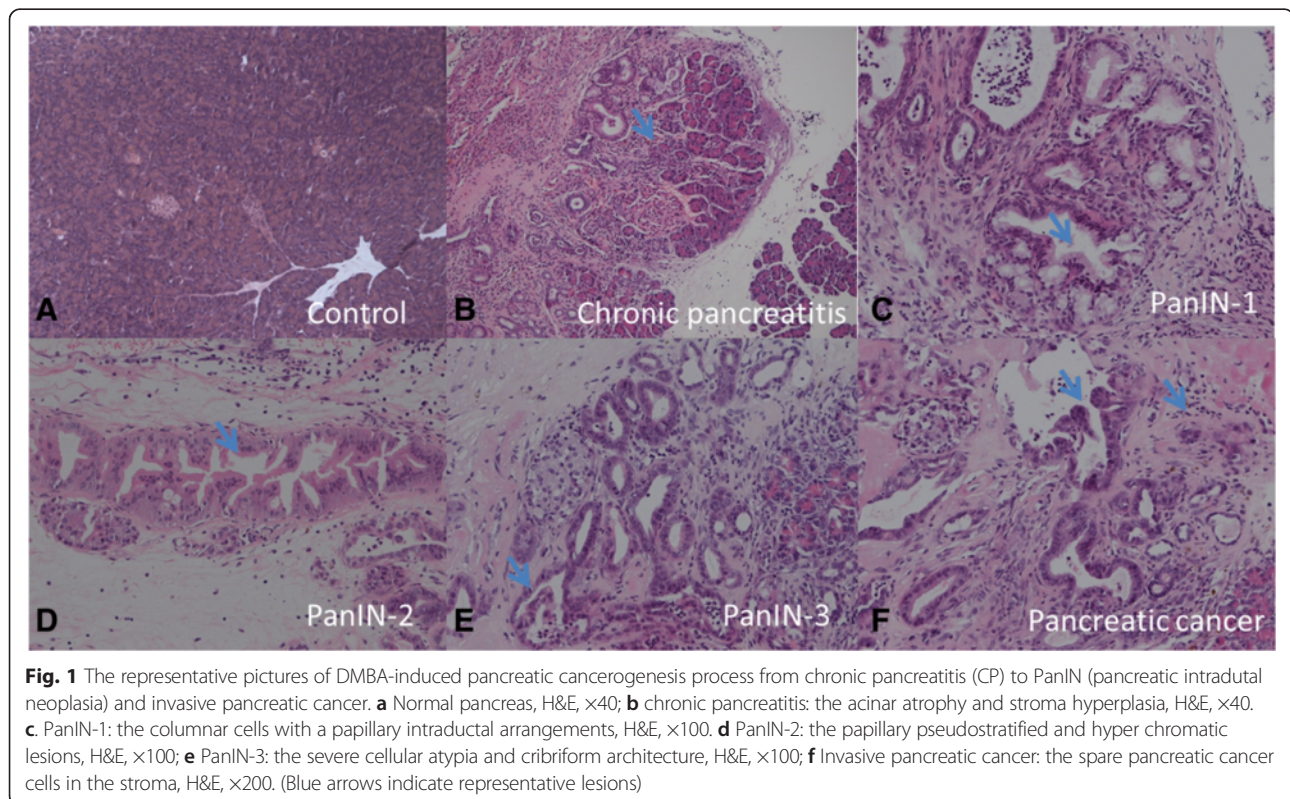 A
Control
B
Chronic pancreatitis
C
PanIN-1
D
PanIN-2
E
PanIN-3
F
Pancreatic cancer
Fig. 1 The representative pictures of DMBA-induced pancreatic cancerogenesis process from chronic pancreatitis (CP) to PanIN (pancreatic intradutal
neoplasia) and invasive pancreatic cancer. a Normal pancreas, H&E, ×40; b chronic pancreatitis: the acinar atrophy and stroma hyperplasia, H&E, ×40.
c. PanIN-1: the columnar cells with a papillary intraductal arrangements, H&E, ×100. d PanIN-2: the papillary pseudostratified and hyper chromatic
lesions, H&E, ×100; e PanIN-3: the severe cellular atypia and cribriform architecture, H&E, ×100; f Invasive pancreatic cancer: the spare pancreatic cancer
cells in the stroma, H&E, ×200. (Blue arrows indicate representative lesions)